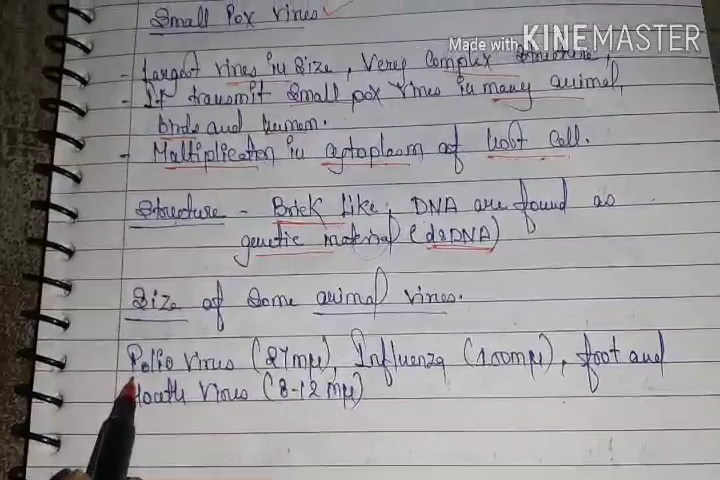 Small Pox virus
Made with KINEMASTER
- Largest virus in size, Very Complex Structure,
- It transmit Small pox virus in many animal,
birds and human.
- Multiplication in cytoplasm of host cell.
Structure - Brick like, DNA are found as
genetic material (dsDNA)
Size of Some animal virus.
Polio virus (27mμ), Influenza (100mμ), foot and
Mouth virus (8-12mμ)